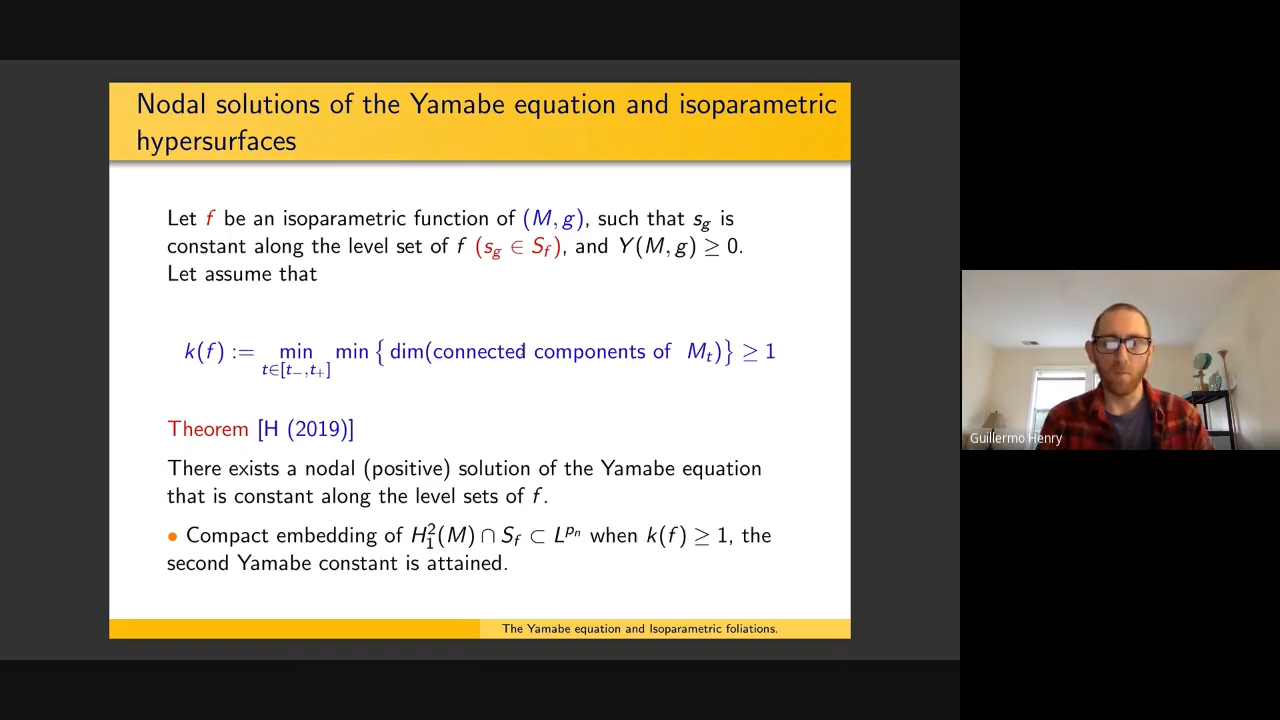 Nodal solutions of the Yamabe equation and isoparametric
hypersurfaces
Let f be an isoparametric function of (M, g), such that s_g is
constant along the level set of f (s_g ∈ S_f), and Y(M, g) ≥ 0.
Let assume that
k(f) := min_{t∈[t_−,t_+]} min { dim(connected components of M_t) } ≥ 1
Theorem [H (2019)]
There exists a nodal (positive) solution of the Yamabe equation
that is constant along the level sets of f.
• Compact embedding of H_1^2(M) ∩ S_f ⊂ L^{p_n} when k(f) ≥ 1, the
second Yamabe constant is attained.
The Yamabe equation and Isoparametric foliations.
Guillermo Henry